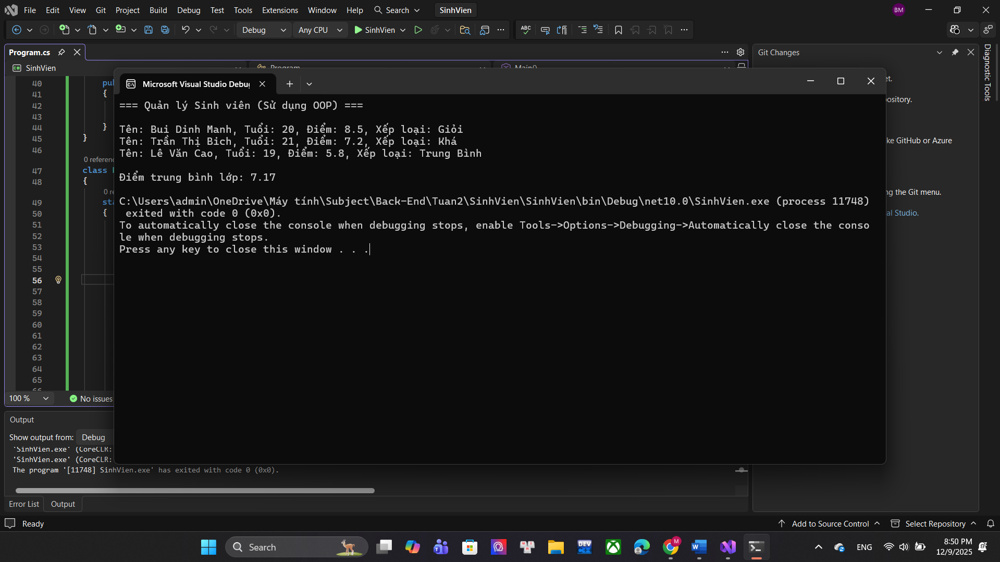 File Edit View Git Project Build Debug Test Tools Extensions Window Help Search SinhVien BM
Debug Any CPU SinhVien
Program.cs
SinhVien Program Main()
Git Changes
Diagnostic Tools
40
41
42
43
44
45
46
0 referenc
47 class
48 {
49
50 {
51
52
53
54
55
56
57
58
59
60
61
62
63
64
65
Microsoft Visual Studio Debug
=== Quản lý Sinh viên (Sử dụng OOP) ===
Tên: Bui Dinh Manh, Tuổi: 20, Điểm: 8.5, Xếp loại: Giỏi
Tên: Trần Thị Bich, Tuổi: 21, Điểm: 7.2, Xếp loại: Khá
Tên: Lê Văn Cao, Tuổi: 19, Điểm: 5.8, Xếp loại: Trung Bình
Điểm trung bình lớp: 7.17
C:\Users\admin\OneDrive\Máy tính\Subject\Back-End\Tuan2\SinhVien\SinhVien\bin\Debug\net10.0\SinhVien.exe (process 11748)
exited with code 0 (0x0).
To automatically close the console when debugging stops, enable Tools->Options->Debugging->Automatically close the conso
le when debugging stops.
Press any key to close this window . . .
et.
ository.
ke GitHub or Azure
ng the Git menu.
al Studio.
100 % No issues
Output
Show output from: Debug
'SinhVien.exe' (CoreCLR:
'SinhVien.exe' (CoreCLR:
The program '[11748] SinhVien.exe' has exited with code 0 (0x0).
Error List Output
Ready Add to Source Control Select Repository
Search DEV C++ M ENG 8:50 PM
12/9/2025